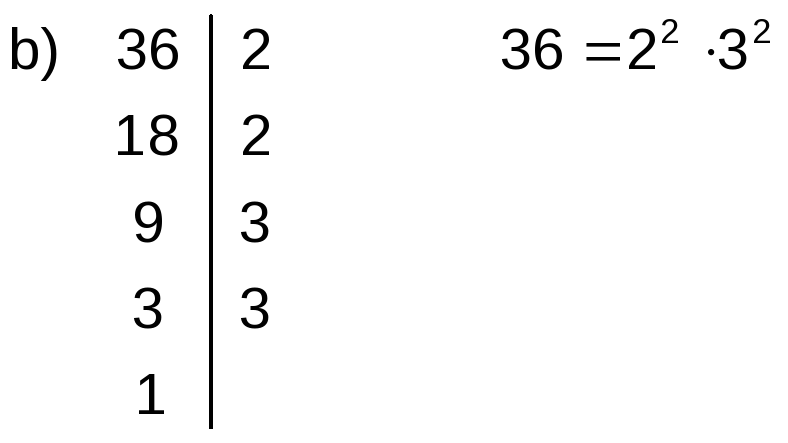 b) 36 | 2 36 = 2² · 3²
18 | 2
9 | 3
3 | 3
1 |